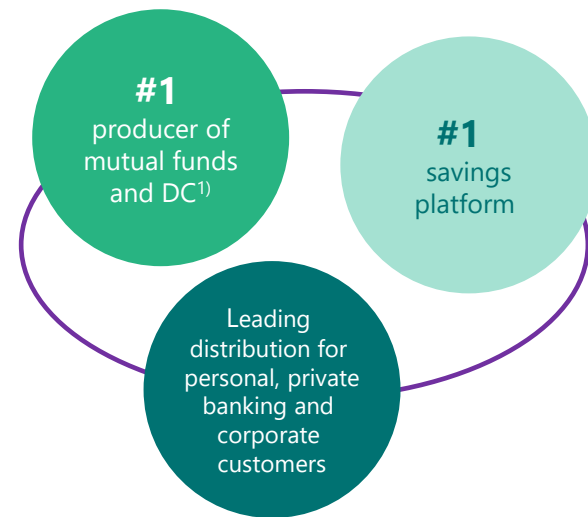 #1
producer of
mutual funds
and DC1)
#1
savings
platform
Leading
distribution for
personal, private
banking and
corporate
customers